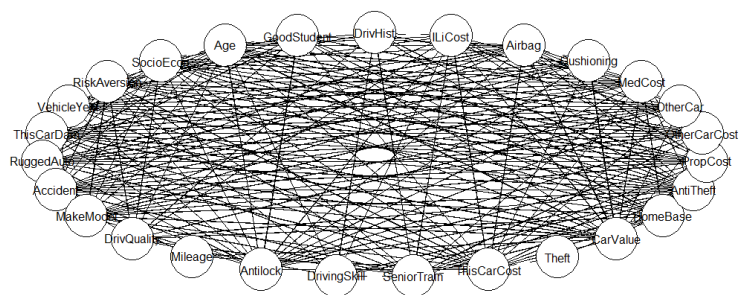 DrivHist
GoodStudent
ILiCost
Age
Airbag
SocioEcon
Cushioning
RiskAversion
MedCost
VehicleYear
OtherCar
ThisCarDam
OtherCarCost
RuggedAuto
PropCost
Accident
AntiTheft
MakeModel
HomeBase
DrivQuality
CarValue
Mileage
Theft
Antilock
ThisCarCost
DrivingSkill
SeniorTrain